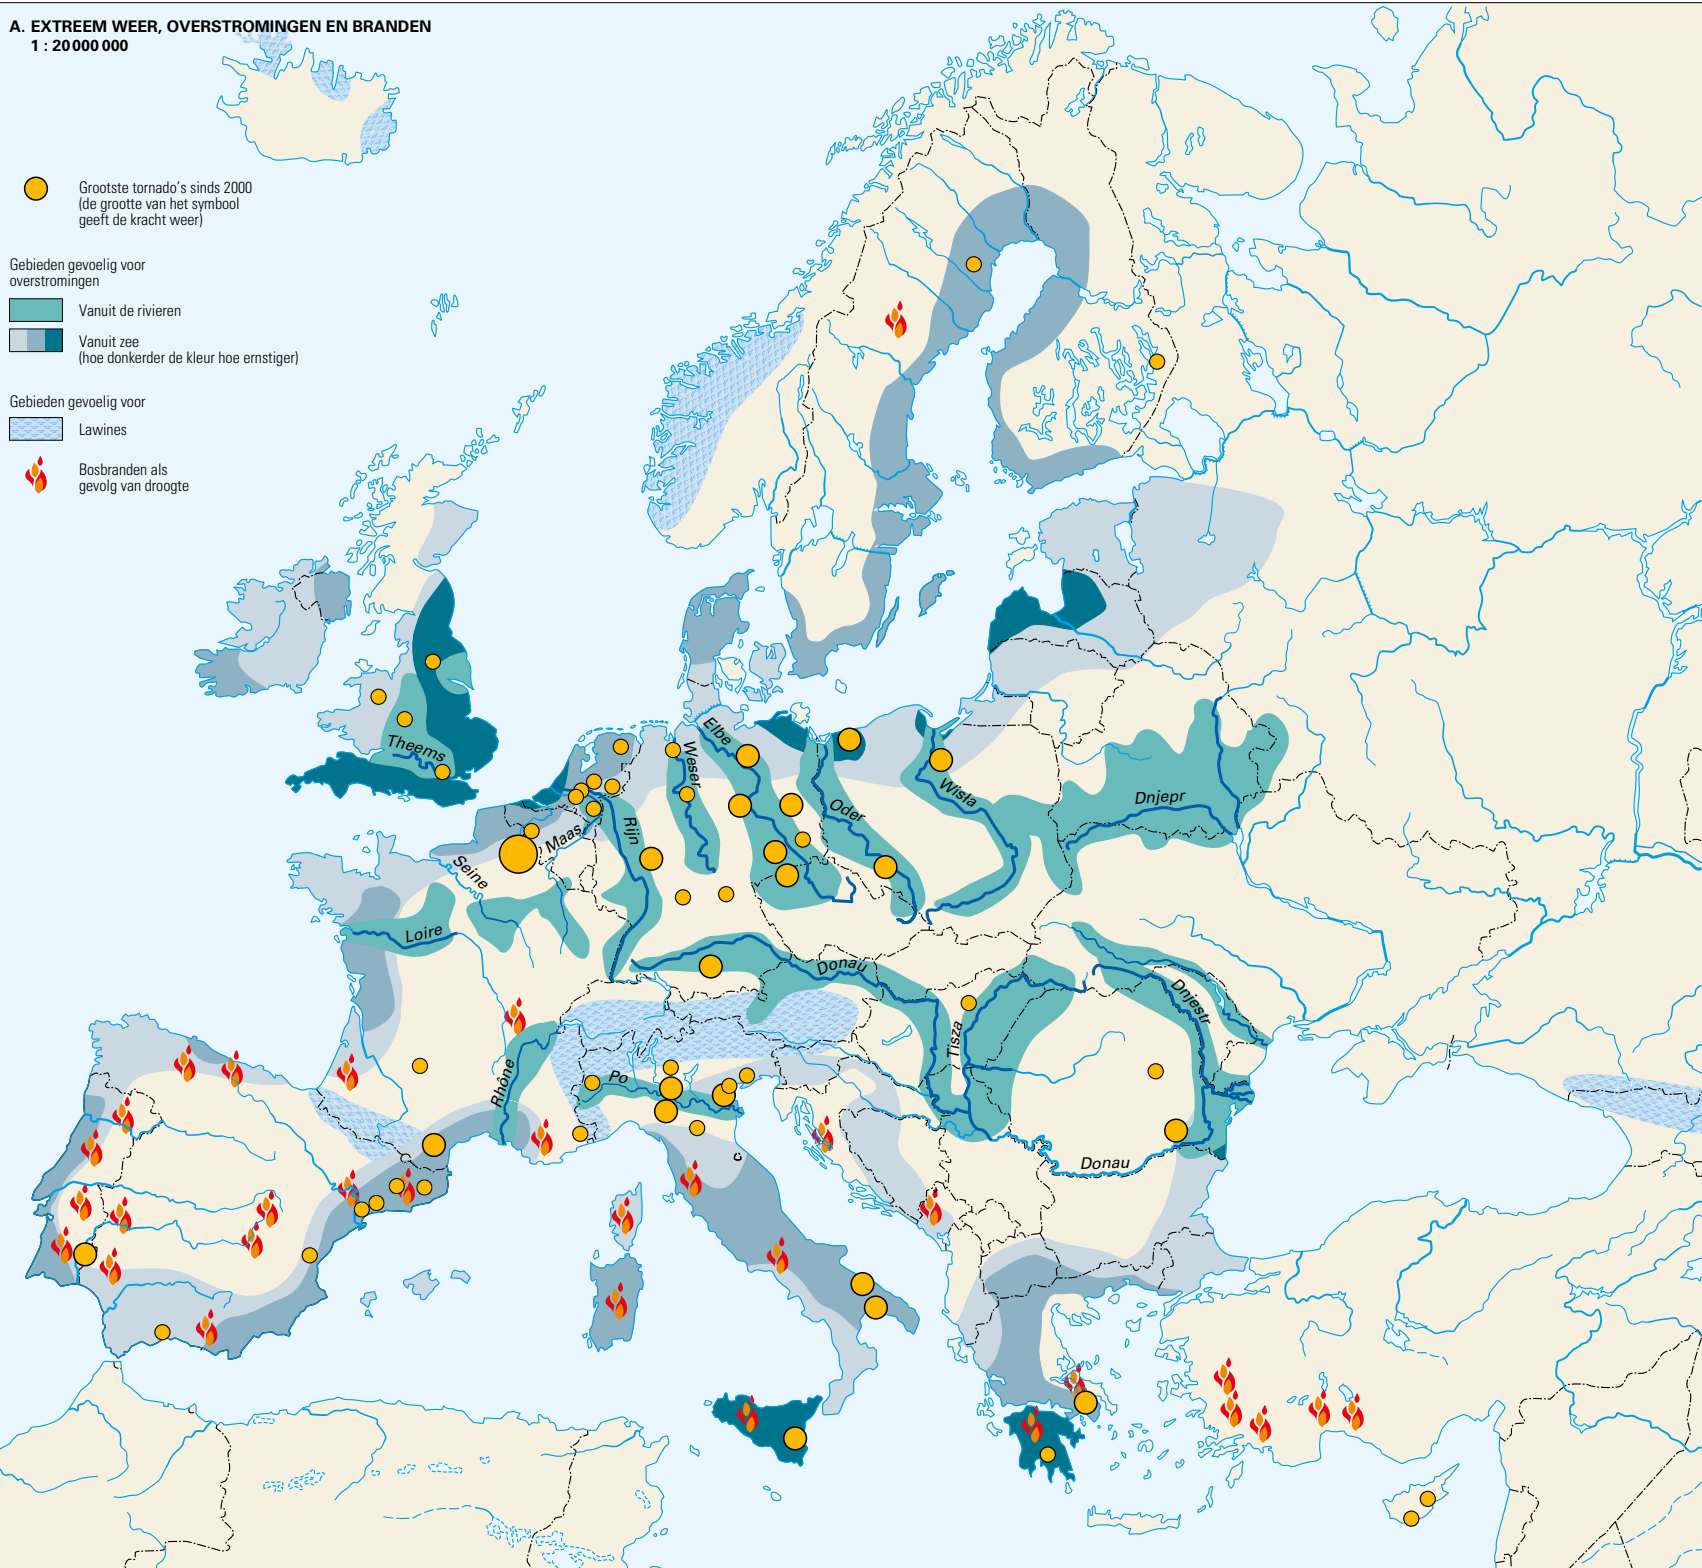 A. EXTREEM WEER, OVERSTROMINGEN EN BRANDEN
1 : 20 000 000
Grootste tornado's sinds 2000
(de grootte van het symbool
geeft de kracht weer)
Gebieden gevoelig voor
overstromingen
Vanuit de rivieren
Vanuit zee
(hoe donkerder de kleur hoe ernstiger)
Gebieden gevoelig voor
Lawines
Bosbranden als
gevolg van droogte
Theems
Elbe
Weser
Oder
Wisla
Dnjepr
Rijn
Maas
Seine
Loire
Donau
Dnjestr
Tisza
Rhône
Po
Donau